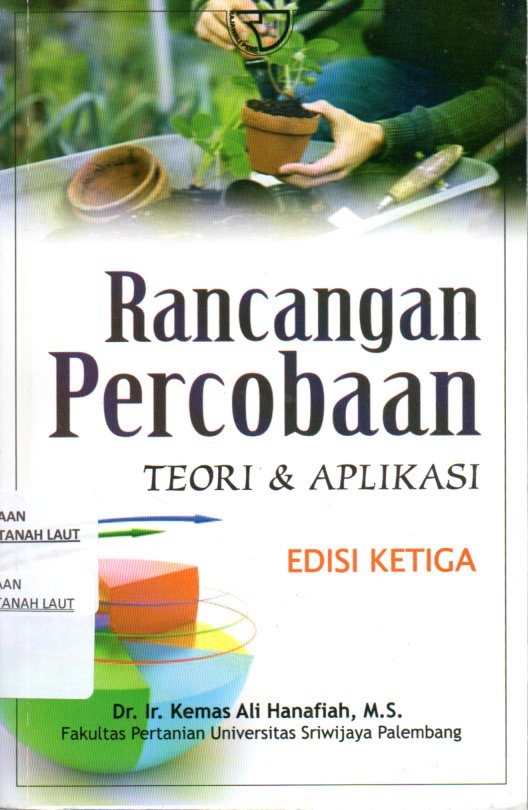 Rancangan
Percobaan
TEORI & APLIKASI
AAN
TANAH LAUT
EDISI KETIGA
AAN
TANAH LAUT
Dr. Ir. Kemas Ali Hanafiah, M.S.
Fakultas Pertanian Universitas Sriwijaya Palembang